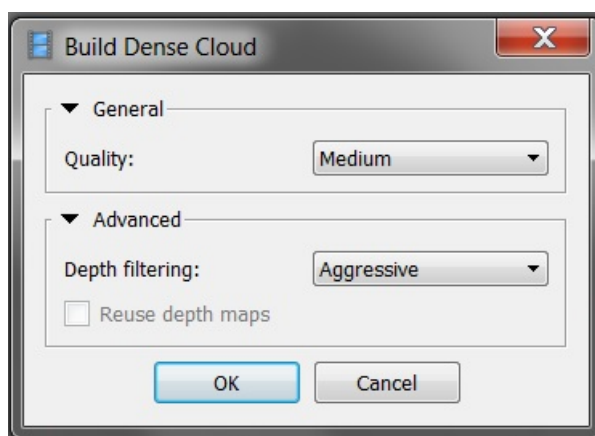 Build Dense Cloud
General
Quality: Medium
Advanced
Depth filtering: Aggressive
Reuse depth maps
OK Cancel